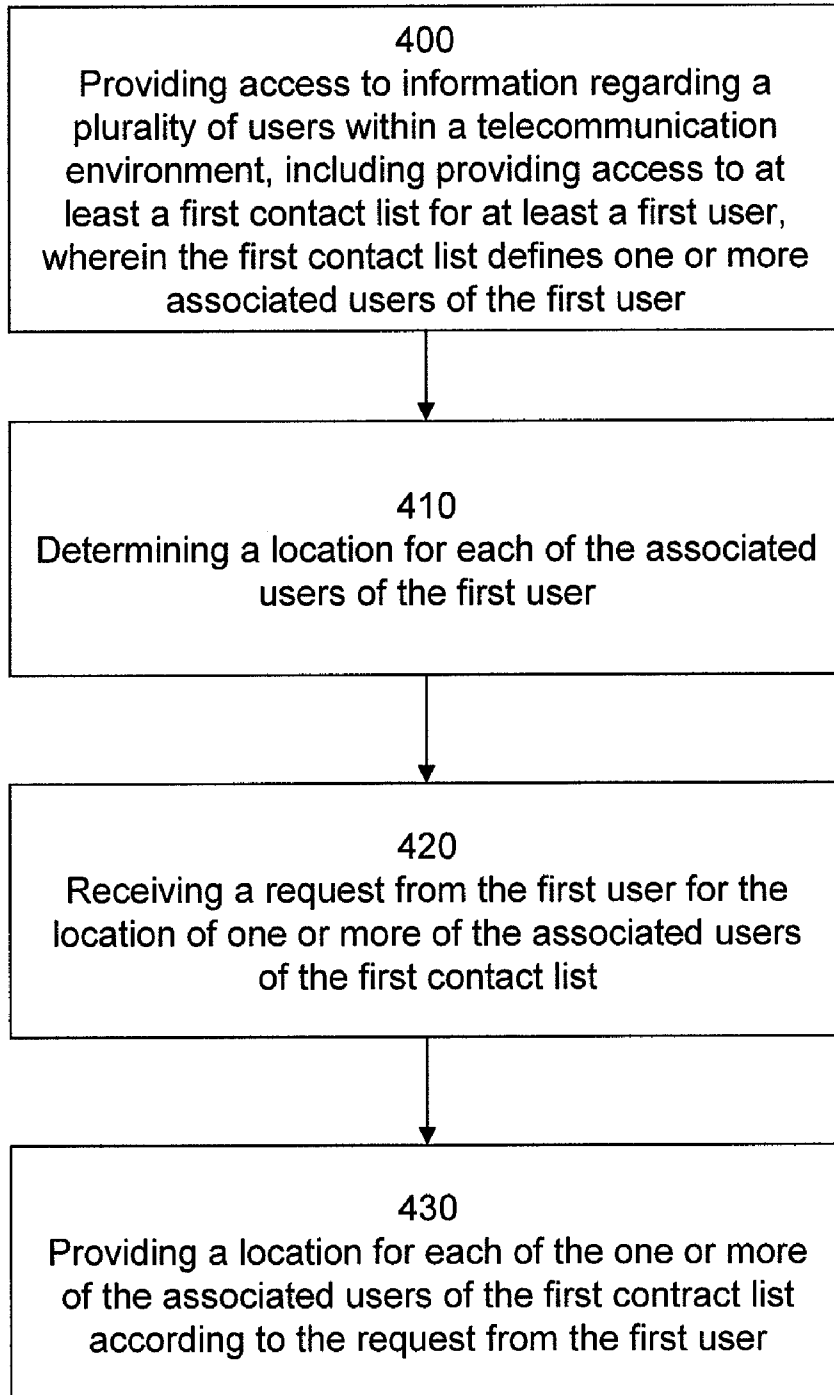 400
Providing access to information regarding a
plurality of users within a telecommunication
environment, including providing access to at
least a first contact list for at least a first user,
wherein the first contact list defines one or more
associated users of the first user
410
Determining a location for each of the associated
users of the first user
420
Receiving a request from the first user for the
location of one or more of the associated users
of the first contact list
430
Providing a location for each of the one or more
of the associated users of the first contract list
according to the request from the first user